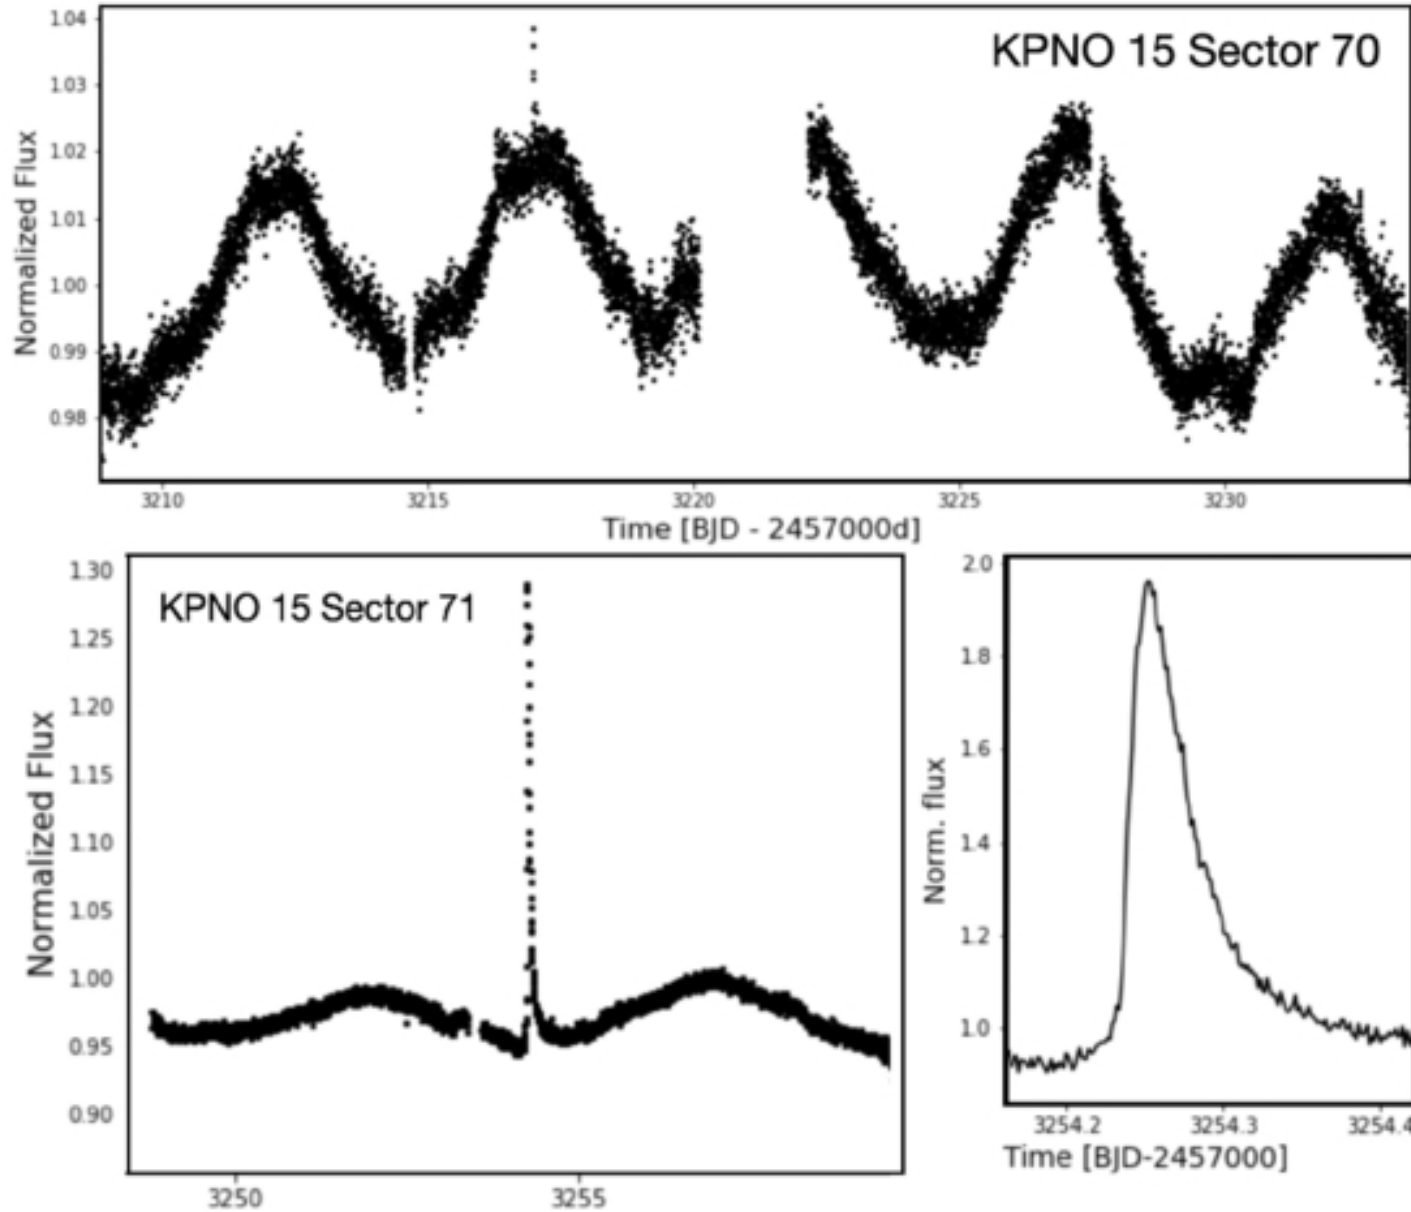 1.04
KPNO 15 Sector 70
1.03
1.02
1.01
1.00
0.99
0.98
Normalized Flux
3210 3215 3220 3225 3230
Time [BJD - 2457000d]
1.30
KPNO 15 Sector 71
1.25
1.20
1.15
1.10
1.05
1.00
0.95
0.90
Normalized Flux
3250 3255
2.0
1.8
1.6
1.4
1.2
1.0
Norm. flux
3254.2 3254.3 3254.4
Time [BJD-2457000]